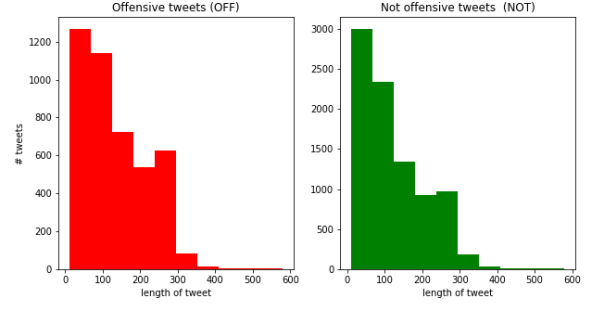 Offensive tweets (OFF)
Not offensive tweets  (NOT)
# tweets
1200
1000
800
600
400
200
0
0 100 200 300 400 500 600
length of tweet
3000
2500
2000
1500
1000
500
0
0 100 200 300 400 500 600
length of tweet